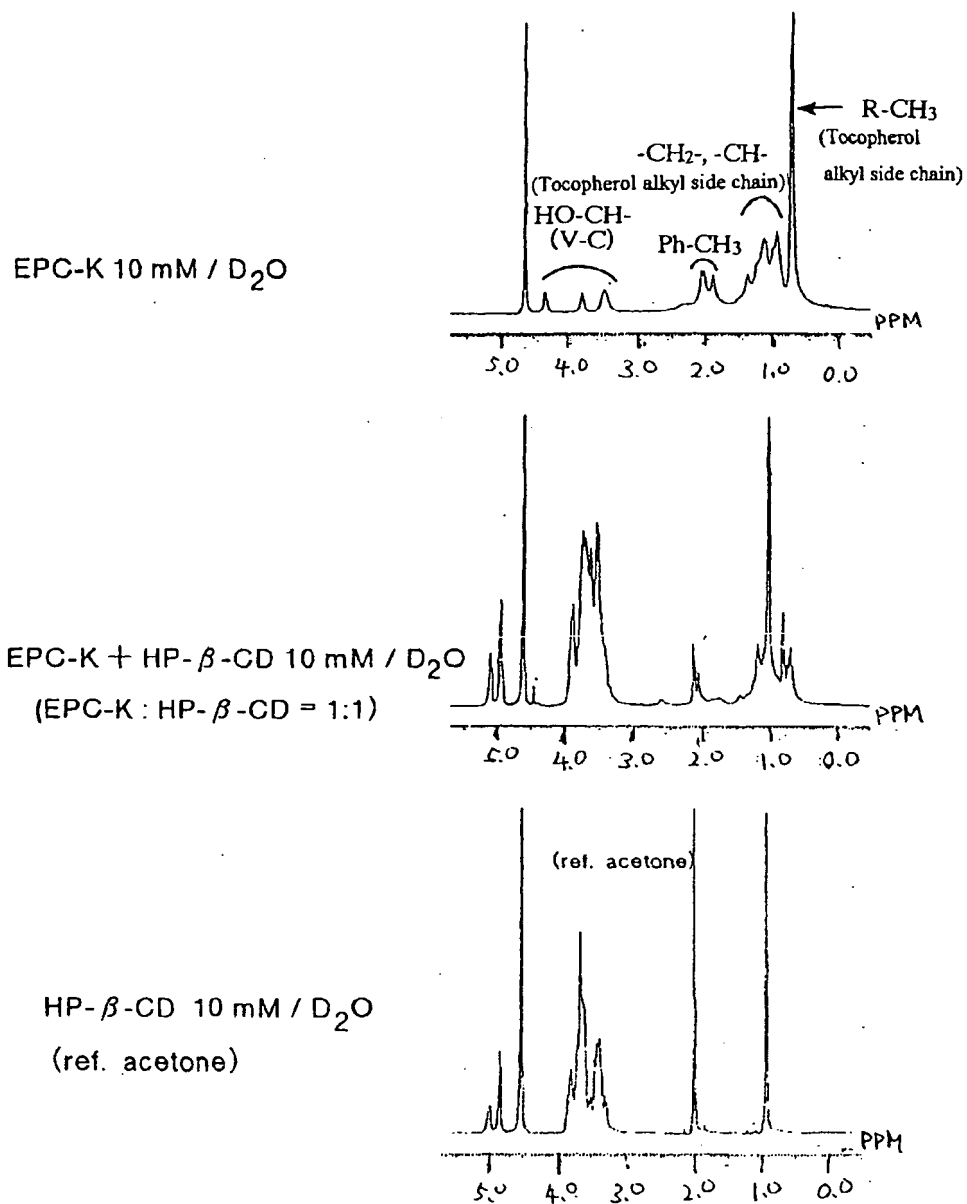 R-CH3
(Tocopherol
alkyl side chain)
-CH2-, -CH-
(Tocopherol alkyl side chain)
HO-CH-
(V-C)
Ph-CH3
EPC-K 10 mM / D2O
PPM
5.0 4.0 3.0 2.0 1.0 0.0
EPC-K + HP-β-CD 10 mM / D2O
(EPC-K : HP-β-CD = 1:1)
PPM
5.0 4.0 3.0 2.0 1.0 0.0
(ref. acetone)
HP-β-CD 10 mM / D2O
(ref. acetone)
PPM
5.0 4.0 3.0 2.0 1.0 0.0